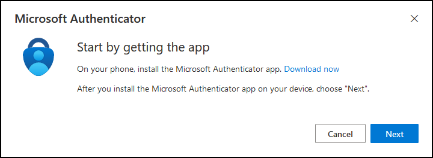 Microsoft Authenticator
Start by getting the app
On your phone, install the Microsoft Authenticator app. Download now
After you install the Microsoft Authenticator app on your device, choose "Next".
Cancel
Next